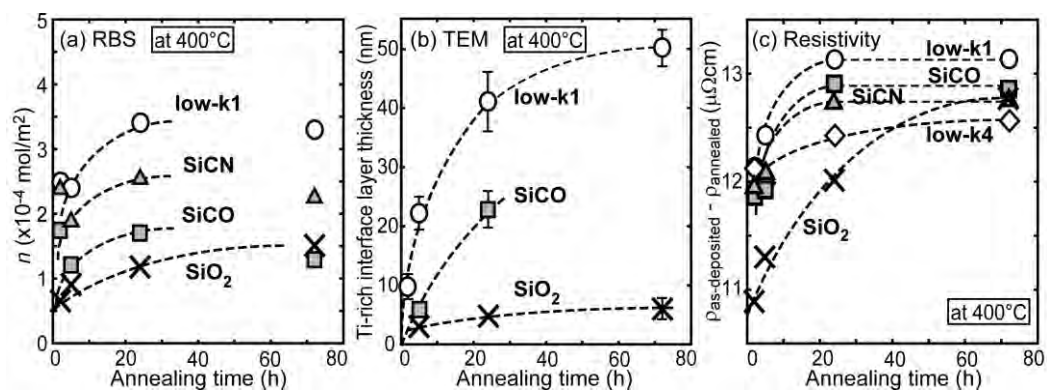 (a) RBS
at 400°C
n (x10⁻⁴ mol/m²)
5
4
3
2
1
0
low-k1
SiCN
SiCO
SiO₂
0
20
40
60
80
Annealing time (h)
(b) TEM
at 400°C
Ti-rich interface layer thickness (nm)
50
40
30
20
10
0
low-k1
SiCO
SiO₂
0
20
40
60
80
Annealing time (h)
(c) Resistivity
ρas-deposited - ρannealed (μΩcm)
13
12
11
low-k1
SiCO
SiCN
low-k4
SiO₂
at 400°C
0
20
40
60
80
Annealing time (h)